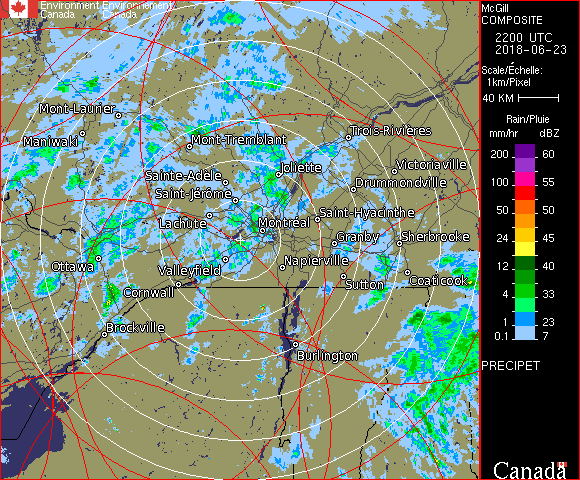 Environment Environnement
Canada Canada
Mont-Laurier
Maniwaki
Mont-Tremblant
Trois-Rivières
Sainte-Adèle
Joliette
Victoriaville
Saint-Jérôme
Drummondville
Lachute
Saint-Hyacinthe
Montréal
Granby
Sherbrooke
Ottawa
Valleyfield
Napierville
Cornwall
Sutton
Coaticook
Brockville
Burlington
McGill
COMPOSITE
2200 UTC
2018-06-23
Scale/Échelle:
1km/Pixel
40 KM
Rain/Pluie
mm/hr dBZ
200 60
100 55
50 50
24 45
12 40
4 33
1 23
0.1 7
PRECIPET
Canada